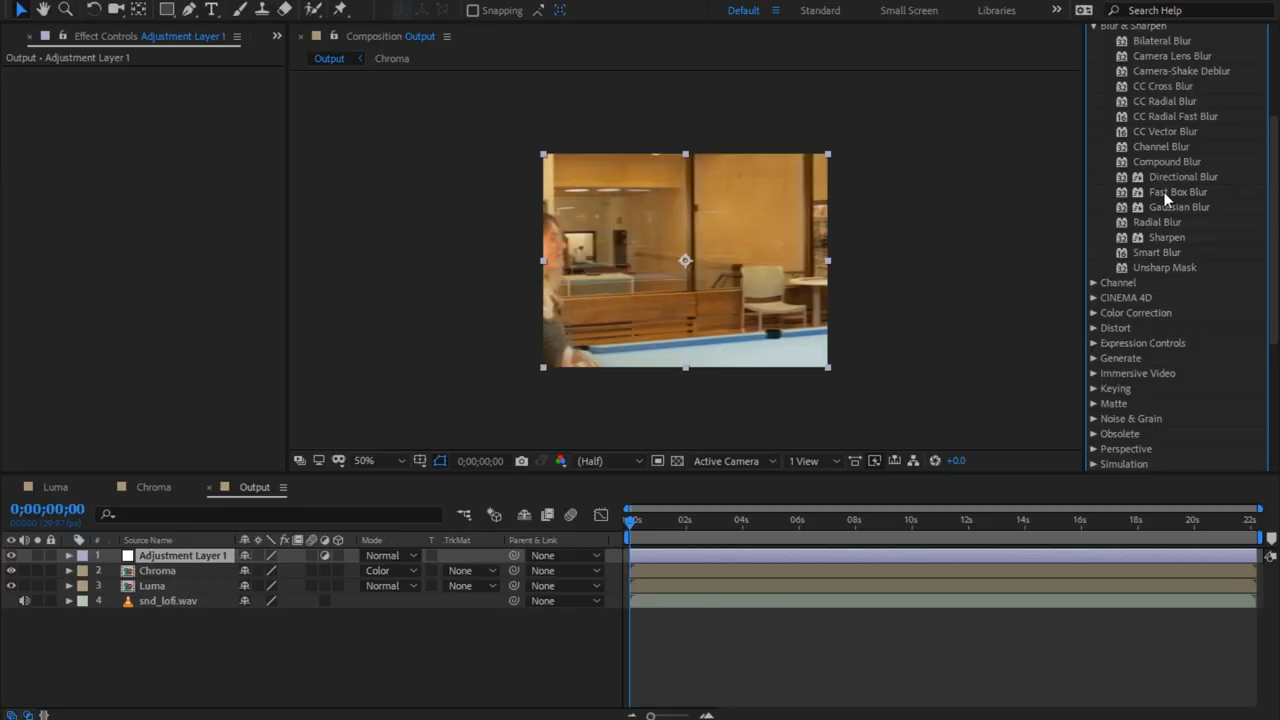 Snapping
Default
Standard
Small Screen
Libraries
Search Help
Effect Controls Adjustment Layer 1
Composition Output
Output • Adjustment Layer 1
Output
Chroma
Blur & Sharpen
Bilateral Blur
Camera Lens Blur
Camera-Shake Deblur
CC Cross Blur
CC Radial Blur
CC Radial Fast Blur
CC Vector Blur
Channel Blur
Compound Blur
Directional Blur
Fast Box Blur
Gaussian Blur
Radial Blur
Sharpen
Smart Blur
Unsharp Mask
Channel
CINEMA 4D
Color Correction
Distort
Expression Controls
Generate
Immersive Video
Keying
Matte
Noise & Grain
Obsolete
Perspective
Simulation
50%
0;00;00;00
(Half)
Active Camera
1 View
+0.0
Luma
Chroma
Output
0;00;00;00
00000 (29.97 fps)
00s 02s 04s 06s 08s 10s 12s 14s 16s 18s 20s 22s
# Source Name Mode T .TrkMat Parent & Link
1 Adjustment Layer 1 Normal None
2 Chroma Color None None
3 Luma Normal None None
4 snd_lofi.wav None